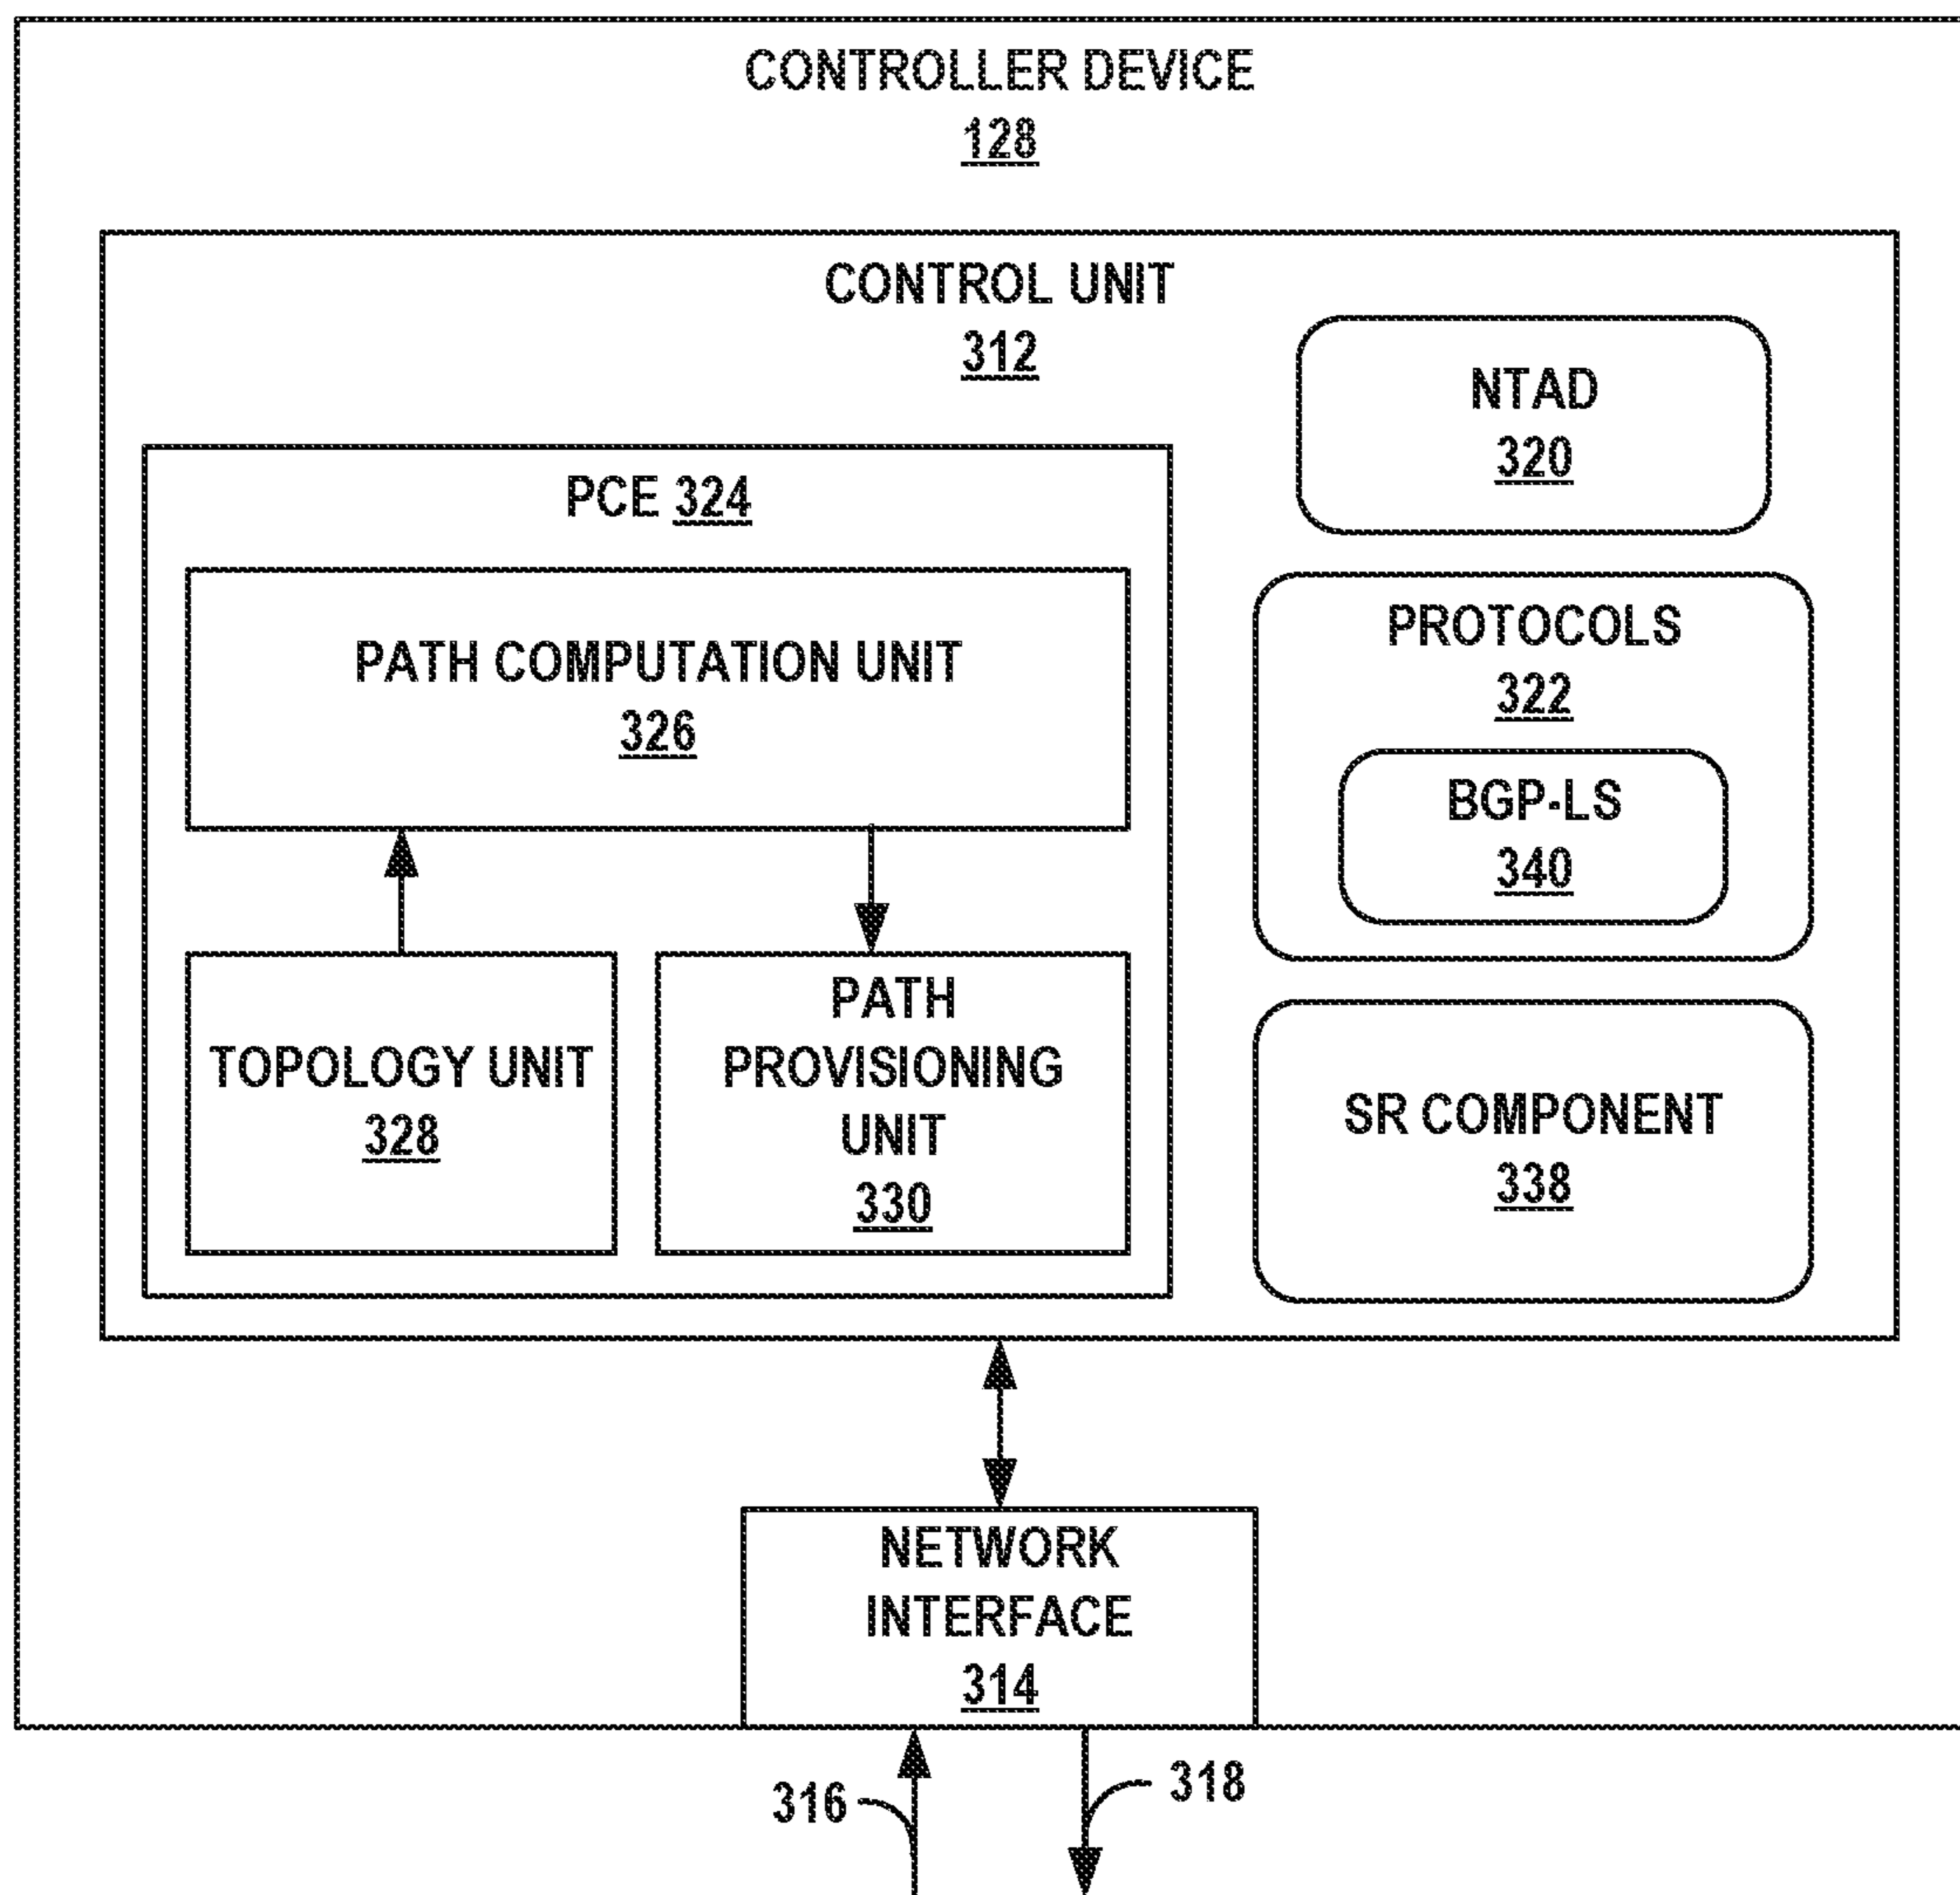 CONTROLLER DEVICE
128
CONTROL UNIT
312
NTAD
320
PCE 324
PATH COMPUTATION UNIT
326
PROTOCOLS
322
BGP-LS
340
TOPOLOGY UNIT
328
PATH
PROVISIONING
UNIT
330
SR COMPONENT
338
NETWORK
INTERFACE
314
316
318